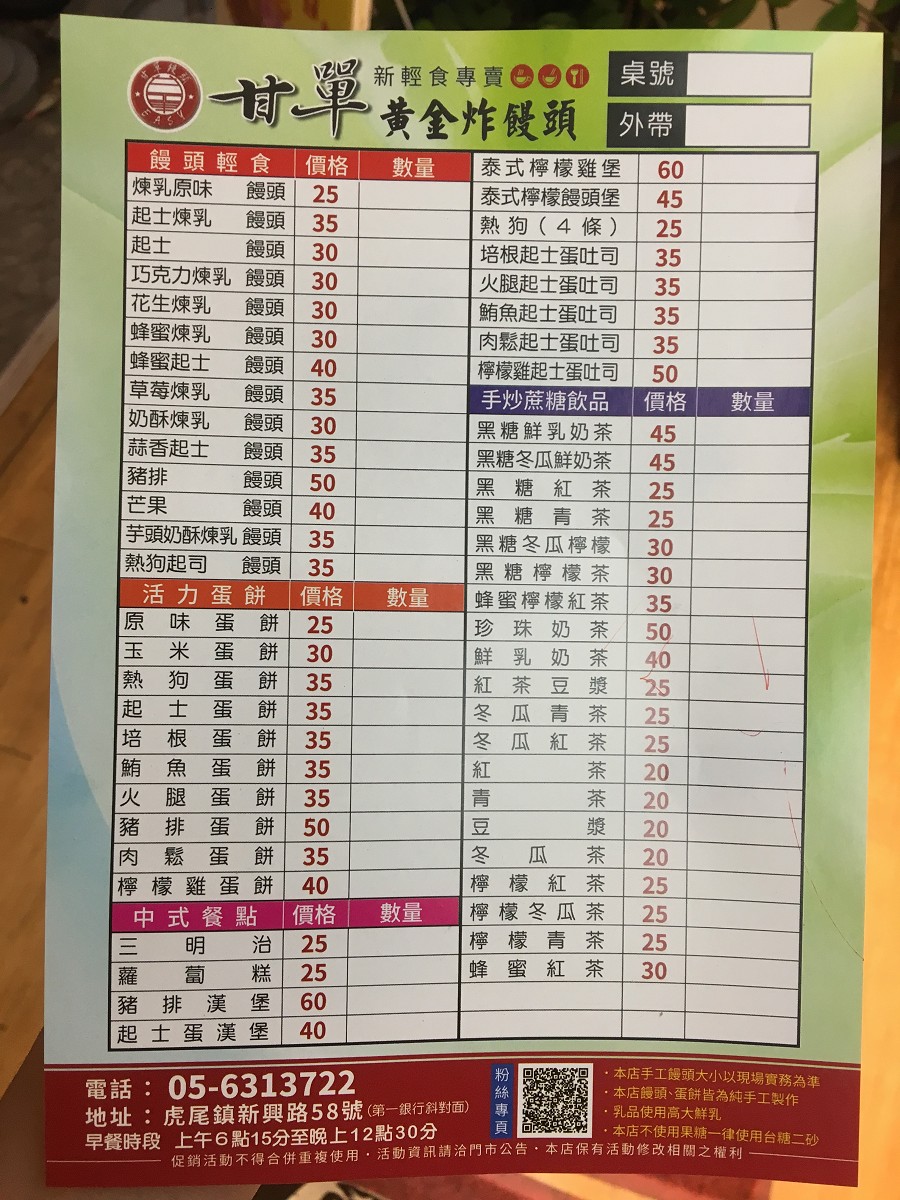 甘單 新輕食專賣
黃金炸饅頭
EASY
桌號
外帶
饅頭輕食 價格 數量
煉乳原味 饅頭 25
起士煉乳 饅頭 35
起士 饅頭 30
巧克力煉乳 饅頭 30
花生煉乳 饅頭 30
蜂蜜煉乳 饅頭 30
蜂蜜起士 饅頭 40
草莓煉乳 饅頭 35
奶酥煉乳 饅頭 30
蒜香起士 饅頭 35
豬排 饅頭 50
芒果 饅頭 40
芋頭奶酥煉乳 饅頭 35
熱狗起司 饅頭 35
活力蛋餅 價格 數量
原味蛋餅 25
玉米蛋餅 30
熱狗蛋餅 35
起士蛋餅 35
培根蛋餅 35
鮪魚蛋餅 35
火腿蛋餅 35
豬排蛋餅 50
肉鬆蛋餅 35
檸檬雞蛋餅 40
中式餐點 價格 數量
三明治 25
蘿蔔糕 25
豬排漢堡 60
起士蛋漢堡 40
泰式檸檬雞堡 60
泰式檸檬饅頭堡 45
熱狗(4條) 25
培根起士蛋吐司 35
火腿起士蛋吐司 35
鮪魚起士蛋吐司 35
肉鬆起士蛋吐司 35
檸檬雞起士蛋吐司 50
手炒蔗糖飲品 價格 數量
黑糖鮮乳奶茶 45
黑糖冬瓜鮮奶茶 45
黑糖紅茶 25
黑糖青茶 25
黑糖冬瓜檸檬 30
黑糖檸檬茶 30
蜂蜜檸檬紅茶 35
珍珠奶茶 50
鮮乳奶茶 40
紅茶豆漿 25
冬瓜青茶 25
冬瓜紅茶 25
紅茶 20
青茶 20
豆漿 20
冬瓜茶 20
檸檬紅茶 25
檸檬冬瓜茶 25
檸檬青茶 25
蜂蜜紅茶 30
電話:05-6313722
地址:虎尾鎮新興路58號(第一銀行斜對面)
早餐時段 上午6點15分至晚上12點30分
粉絲專頁
·本店手工饅頭大小以現場實務為準
·本店饅頭、蛋餅皆為純手工製作
·乳品使用高大鮮乳
·本店不使用果糖一律使用台糖二砂
促銷活動不得合併重複使用·活動資訊請洽門市公告·本店保有活動修改相關之權利